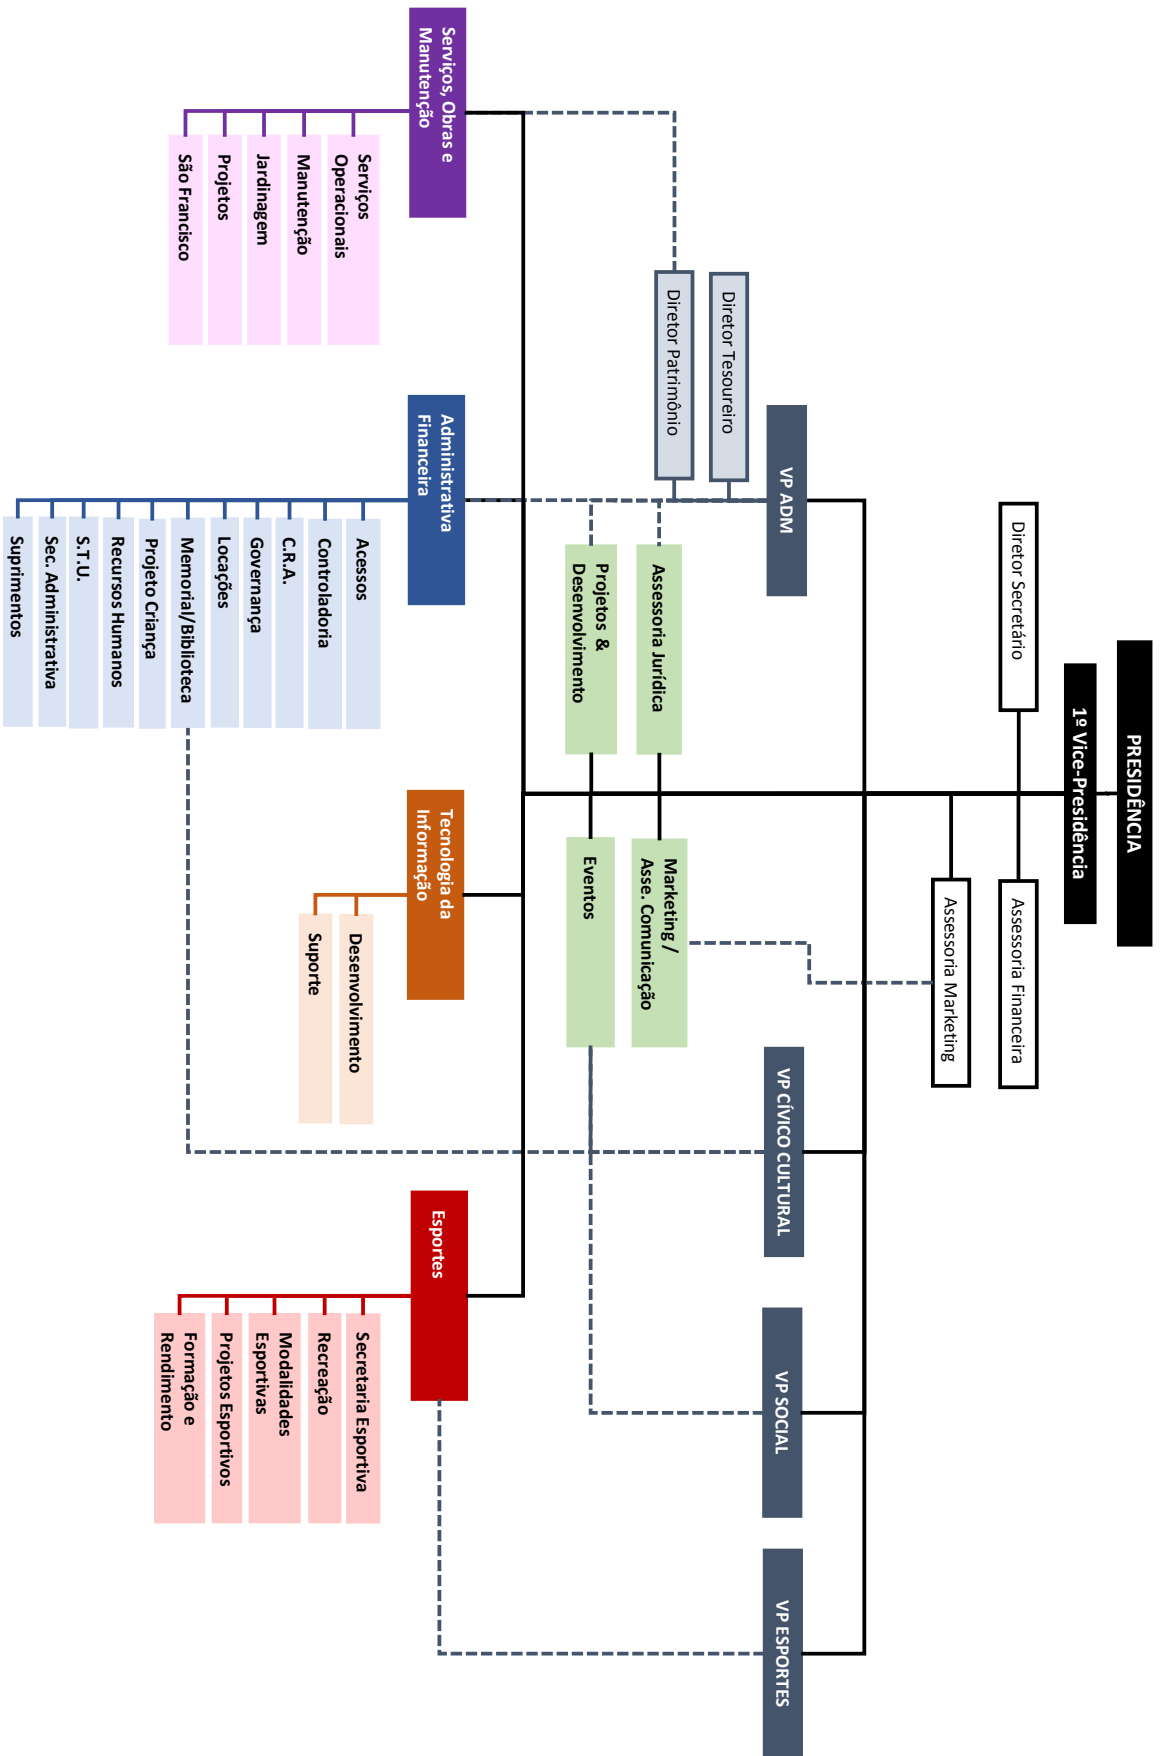 PRESIDÊNCIA
1º Vice-Presidência
Diretor Secretário
Assessoria Financeira
Assessoria Marketing
VP ADM
VP CÍVICO CULTURAL
VP SOCIAL
VP ESPORTES
Diretor Tesoureiro
Diretor Patrimônio
Assessoria Jurídica
Marketing /
Asse. Comunicação
Projetos &
Desenvolvimento
Eventos
Serviços, Obras e
Manutenção
Serviços
Operacionais
Manutenção
Jardinagem
Projetos
São Francisco
Administrativa
Financeira
Acessos
Controladoria
C.R.A.
Governança
Locações
Memorial/Biblioteca
Projeto Criança
Recursos Humanos
S.T.U.
Sec. Administrativa
Suprimentos
Tecnologia da
Informação
Desenvolvimento
Suporte
Esportes
Secretaria Esportiva
Recreação
Modalidades
Esportivas
Projetos Esportivos
Formação e
Rendimento